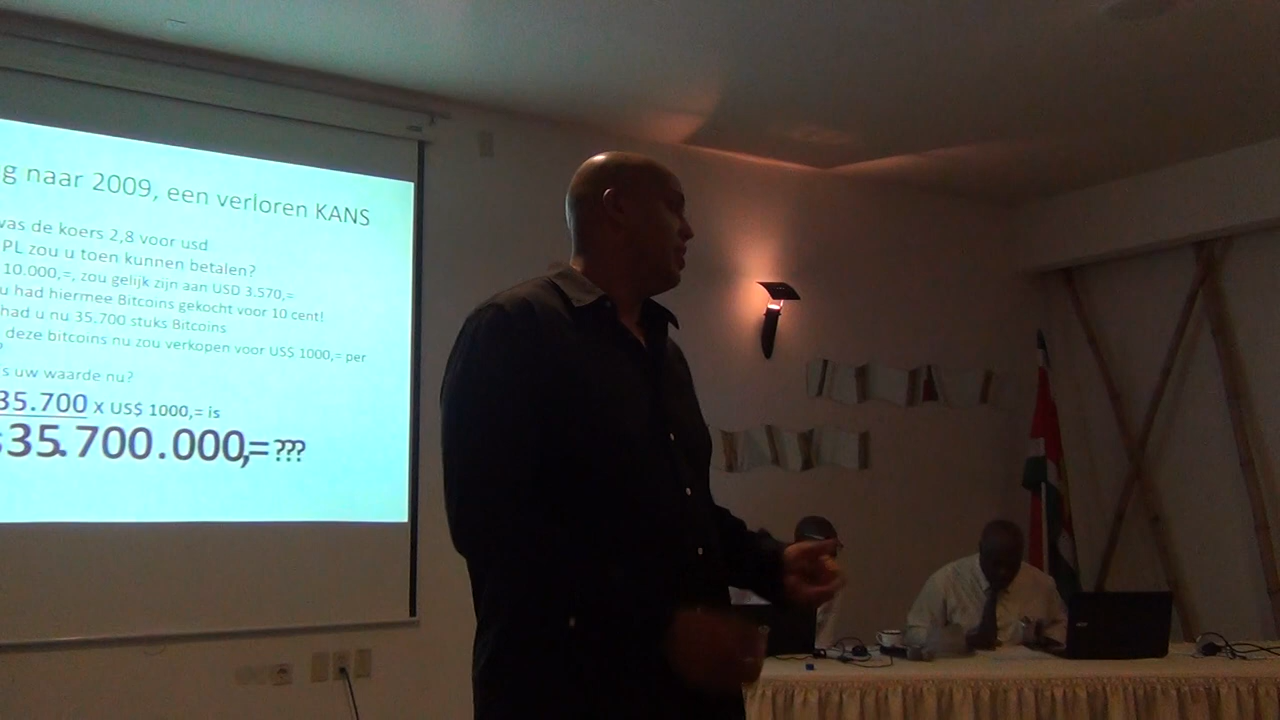 g naar 2009, een verloren KANS
was de koers 2,8 voor usd
PL zou u toen kunnen betalen?
10.000,=, zou gelijk zijn aan USD 3.570,=
u had hiermee Bitcoins gekocht voor 10 cent!
had u nu 35.700 stuks Bitcoins
deze bitcoins nu zou verkopen voor US$ 1000,= per
?
s uw waarde nu?
35.700 x US$ 1000,= is
35.700.000,= ???